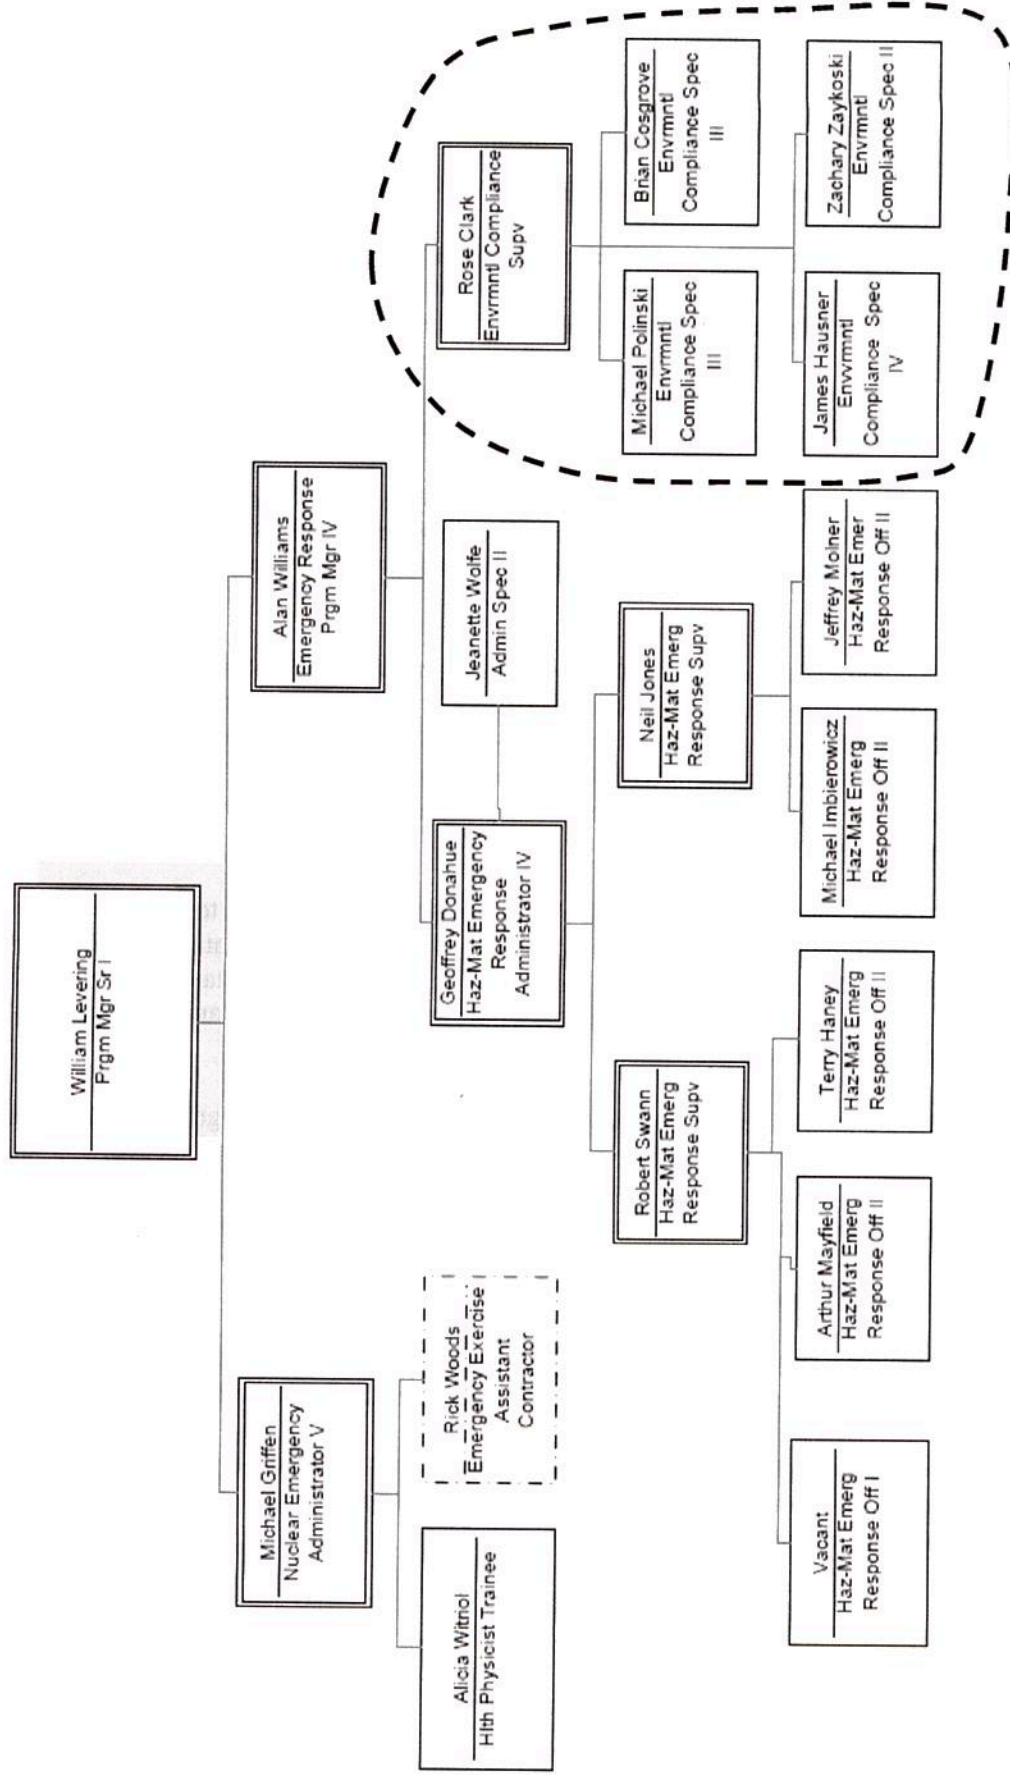 William Levering
Prgm Mgr Sr I
Michael Griffen
Nuclear Emergency
Administrator V
Alan Williams
Emergency Response
Prgm Mgr IV
Alicia Witriol
Hlth Physicist Trainee
Rick Woods
Emergency Exercise
Assistant
Contractor
Geoffrey Donahue
Haz-Mat Emergency
Response
Administrator IV
Jeanette Wolfe
Admin Spec II
Rose Clark
Envrmntl Compliance
Supv
Robert Swann
Haz-Mat Emerg
Response Supv
Neil Jones
Haz-Mat Emerg
Response Supv
Michael Polinski
Envrmntl
Compliance Spec
III
Brian Cosgrove
Envrmntl
Compliance Spec
III
Vacant
Haz-Mat Emerg
Response Off I
Arthur Mayfield
Haz-Mat Emerg
Response Off II
Terry Haney
Haz-Mat Emerg
Response Off II
Michael Imbierowicz
Haz-Mat Emerg
Response Off II
Jeffrey Molner
Haz-Mat Emer
Response Off II
James Hausner
Envvmntl
Compliance Spec
IV
Zachary Zaykoski
Envrmntl
Compliance Spec II